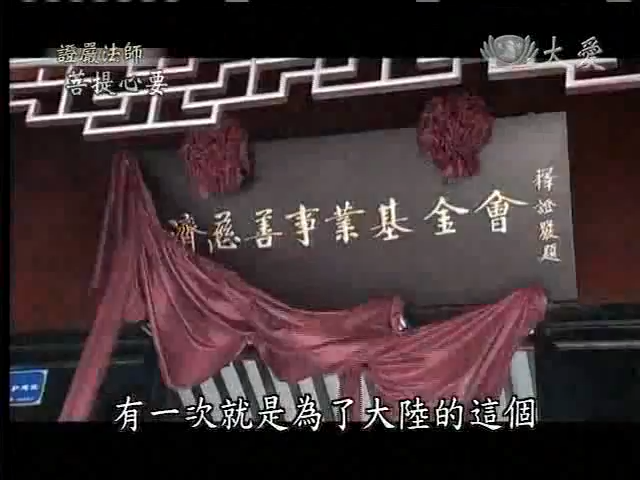 證嚴法師
菩提心要
大愛
濟慈善事業基金會
釋證嚴題
有一次就是為了大陸的這個